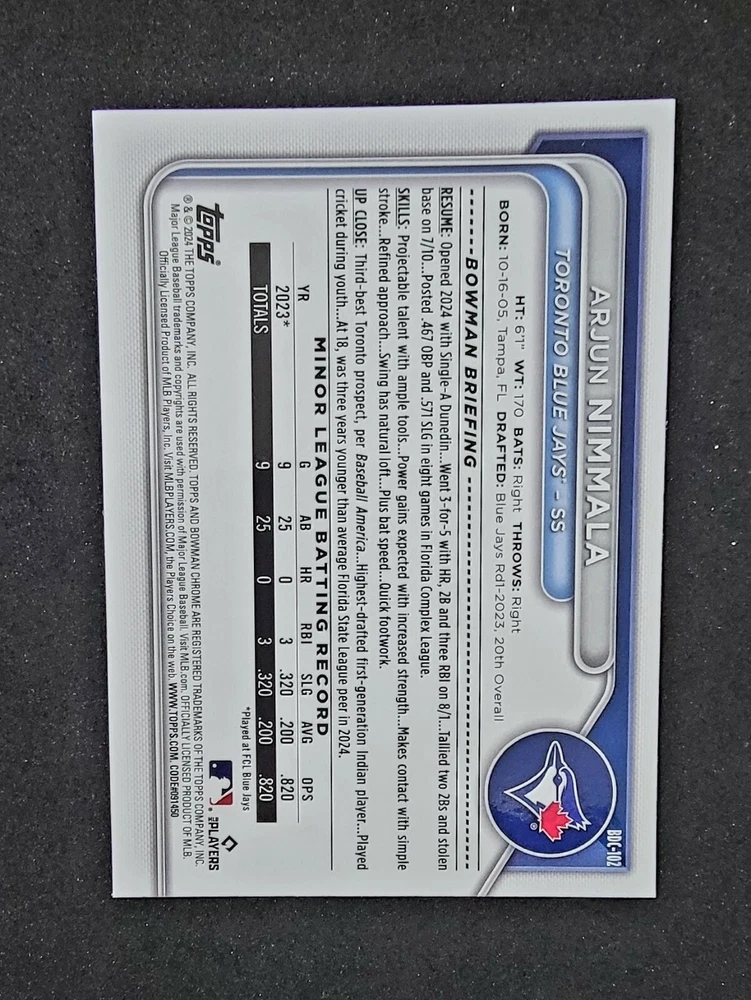 BDC-102
ARJUN NIMMALA
TORONTO BLUE JAYS® - SS
HT: 6'1" WT: 170 BATS: Right THROWS: Right
BORN: 10-16-05, Tampa, FL DRAFTED: Blue Jays Rd1-2023, 20th Overall
BOWMAN BRIEFING
RESUME: Opened 2024 with Single-A Dunedin...Went 3-for-5 with HR, 2B and three RBI on 8/1...Tallied two 2Bs and stolen
base on 7/10...Posted .467 OBP and .571 SLG in eight games in Florida Complex League.
SKILLS: Projectable talent with ample tools...Power gains expected with increased strength...Makes contact with simple
stroke...Refined approach...Swing has natural loft...Plus bat speed...Quick footwork.
UP CLOSE: Third-best Toronto prospect, per Baseball America...Highest-drafted first-generation Indian player...Played
cricket during youth...At 18, was three years younger than average Florida State League peer in 2024.
MINOR LEAGUE BATTING RECORD
YR G AB HR RBI SLG AVG OPS
2023* 9 25 0 3 .320 .200 .820
TOTALS 9 25 0 3 .320 .200 .820
*Played at FCL Blue Jays
topps®
MLB PLAYERS
® & © 2024 THE TOPPS COMPANY, INC. ALL RIGHTS RESERVED. TOPPS AND BOWMAN CHROME ARE REGISTERED TRADEMARKS OF THE TOPPS COMPANY, INC.
Major League Baseball trademarks and copyrights are used with permission of Major League Baseball. Visit MLB.com. OFFICIALLY LICENSED PRODUCT OF MLB.
Officially Licensed Product of MLB Players, Inc. Visit MLBPLAYERS.COM, the Players Choice on the web. WWW.TOPPS.COM. CODE#091450